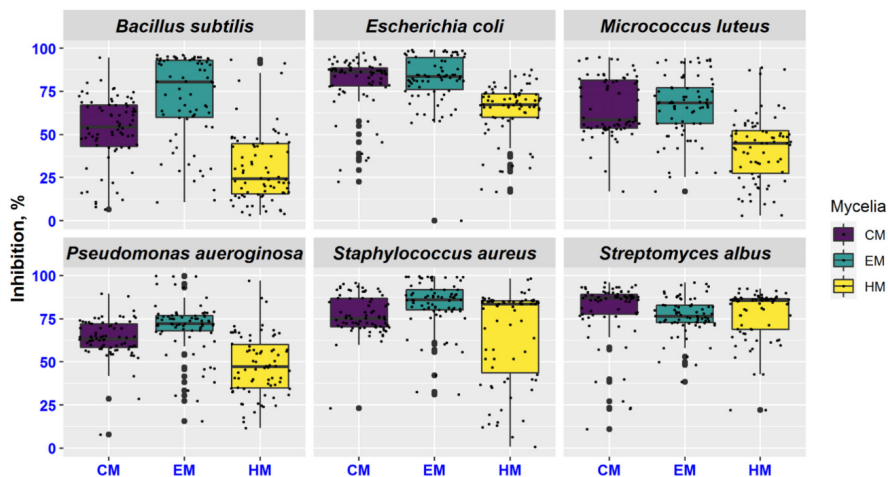 Bacillus subtilis
Escherichia coli
Micrococcus luteus
100
75
50
25
0
Pseudomonas aueroginosa
Staphylococcus aureus
Streptomyces albus
100
75
50
25
0
CM EM HM
CM EM HM
CM EM HM
Inhibition, %
Mycelia
CM
EM
HM